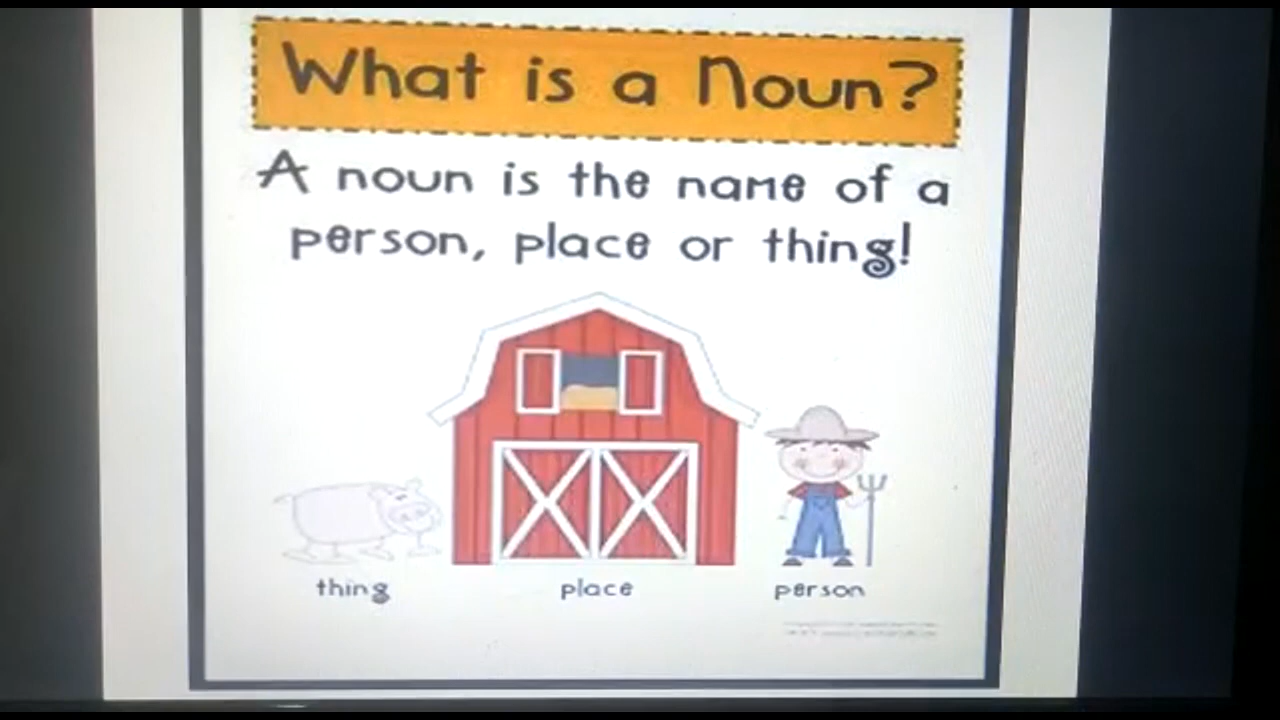 What is a Noun?
A noun is the name of a
person, place or thing!
thing place person